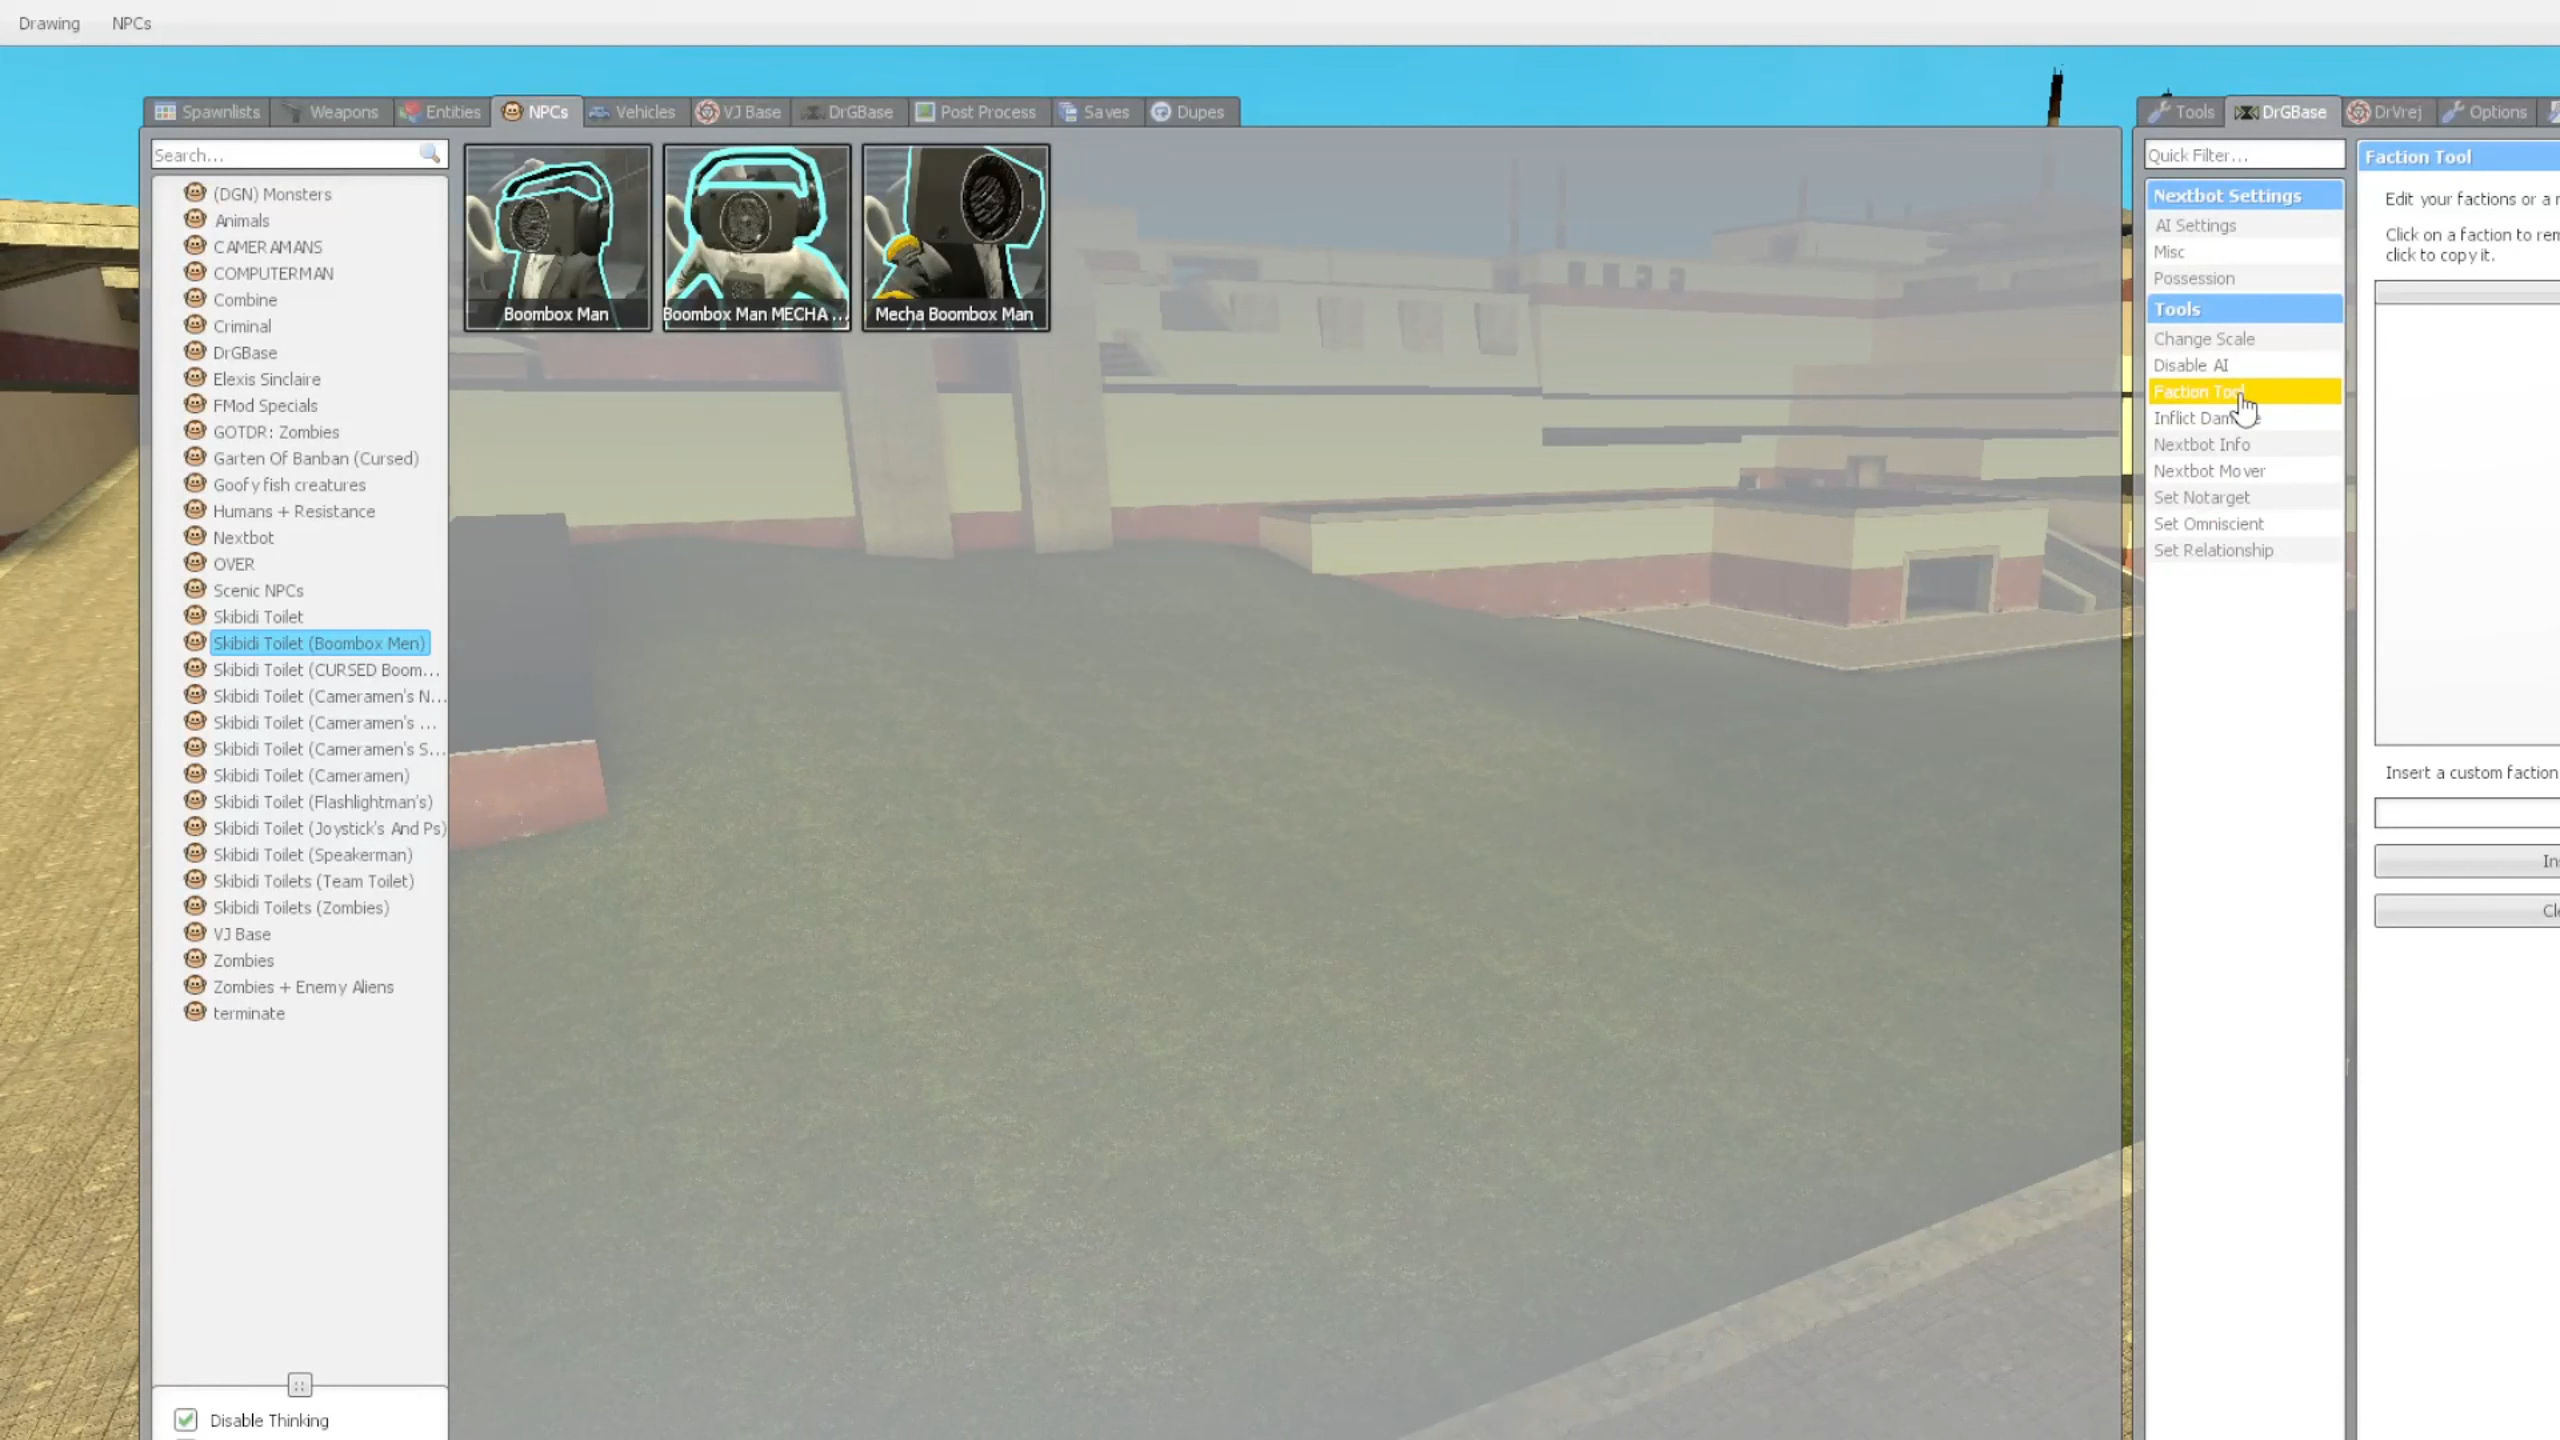 Drawing NPCs
Spawnlists Weapons Entities NPCs Vehicles VJ Base DrGBase Post Process Saves Dupes
Search...
(DGN) Monsters
Animals
CAMERAMANS
COMPUTERMAN
Combine
Criminal
DrGBase
Elexis Sinclaire
FMod Specials
GOTDR: Zombies
Garten Of Banban (Cursed)
Goofy fish creatures
Humans + Resistance
Nextbot
OVER
Scenic NPCs
Skibidi Toilet
Skibidi Toilet (Boombox Men)
Skibidi Toilet (CURSED Boom...
Skibidi Toilet (Cameramen's N...
Skibidi Toilet (Cameramen's ...
Skibidi Toilet (Cameramen's S...
Skibidi Toilet (Cameramen)
Skibidi Toilet (Flashlightman's)
Skibidi Toilet (Joystick's And Ps)
Skibidi Toilet (Speakerman)
Skibidi Toilets (Team Toilet)
Skibidi Toilets (Zombies)
VJ Base
Zombies
Zombies + Enemy Aliens
terminate
Disable Thinking
Boombox Man
Boombox Man MECHA ...
Mecha Boombox Man
Tools DrGBase DrVrej Options
Quick Filter...
Nextbot Settings
AI Settings
Misc
Possession
Tools
Change Scale
Disable AI
Faction Tool
Inflict Damage
Nextbot Info
Nextbot Mover
Set Notarget
Set Omniscient
Set Relationship
Faction Tool
Edit your factions or a
Click on a faction to
click to copy it.
Insert a custom faction